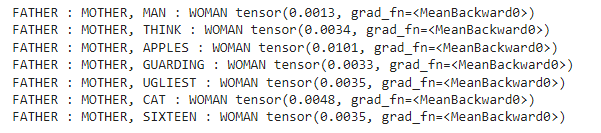 FATHER : MOTHER, MAN : WOMAN tensor(0.0013, grad_fn=<MeanBackward0>)
FATHER : MOTHER, THINK : WOMAN tensor(0.0034, grad_fn=<MeanBackward0>)
FATHER : MOTHER, APPLES : WOMAN tensor(0.0101, grad_fn=<MeanBackward0>)
FATHER : MOTHER, GUARDING : WOMAN tensor(0.0033, grad_fn=<MeanBackward0>)
FATHER : MOTHER, UGLIEST : WOMAN tensor(0.0035, grad_fn=<MeanBackward0>)
FATHER : MOTHER, CAT : WOMAN tensor(0.0048, grad_fn=<MeanBackward0>)
FATHER : MOTHER, SIXTEEN : WOMAN tensor(0.0035, grad_fn=<MeanBackward0>)